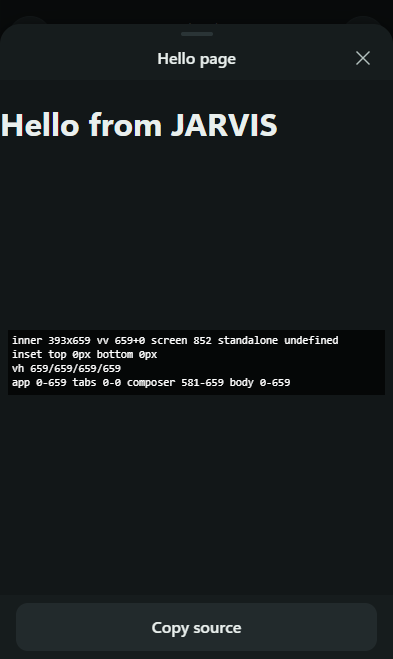 Hello page
Hello from JARVIS
inner 393x659 vv 659+0 screen 852 standalone undefined
inset top 0px bottom 0px
vh 659/659/659/659
app 0-659 tabs 0-0 composer 581-659 body 0-659
Copy source